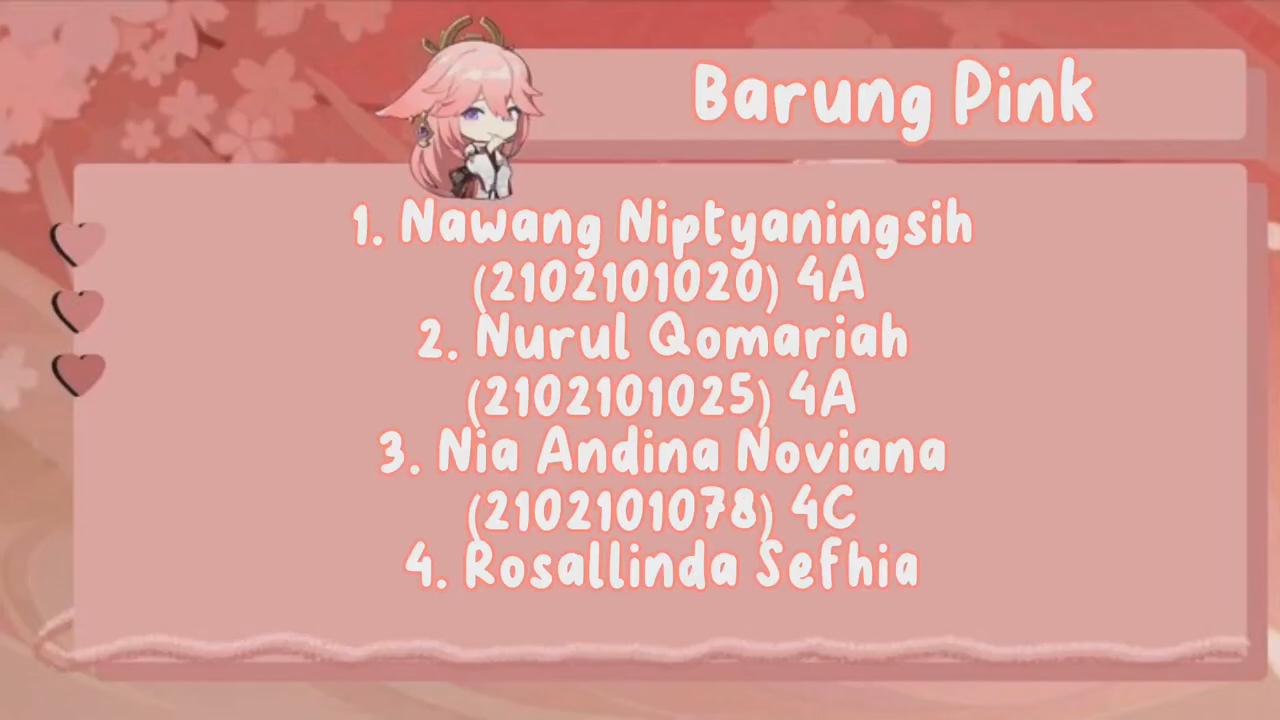 Barung Pink
1. Nawang Niptyaningsih
(2102101020) 4A
2. Nurul Qomariah
(2102101025) 4A
3. Nia Andina Noviana
(2102101078) 4C
4. Rosallinda Sefhia